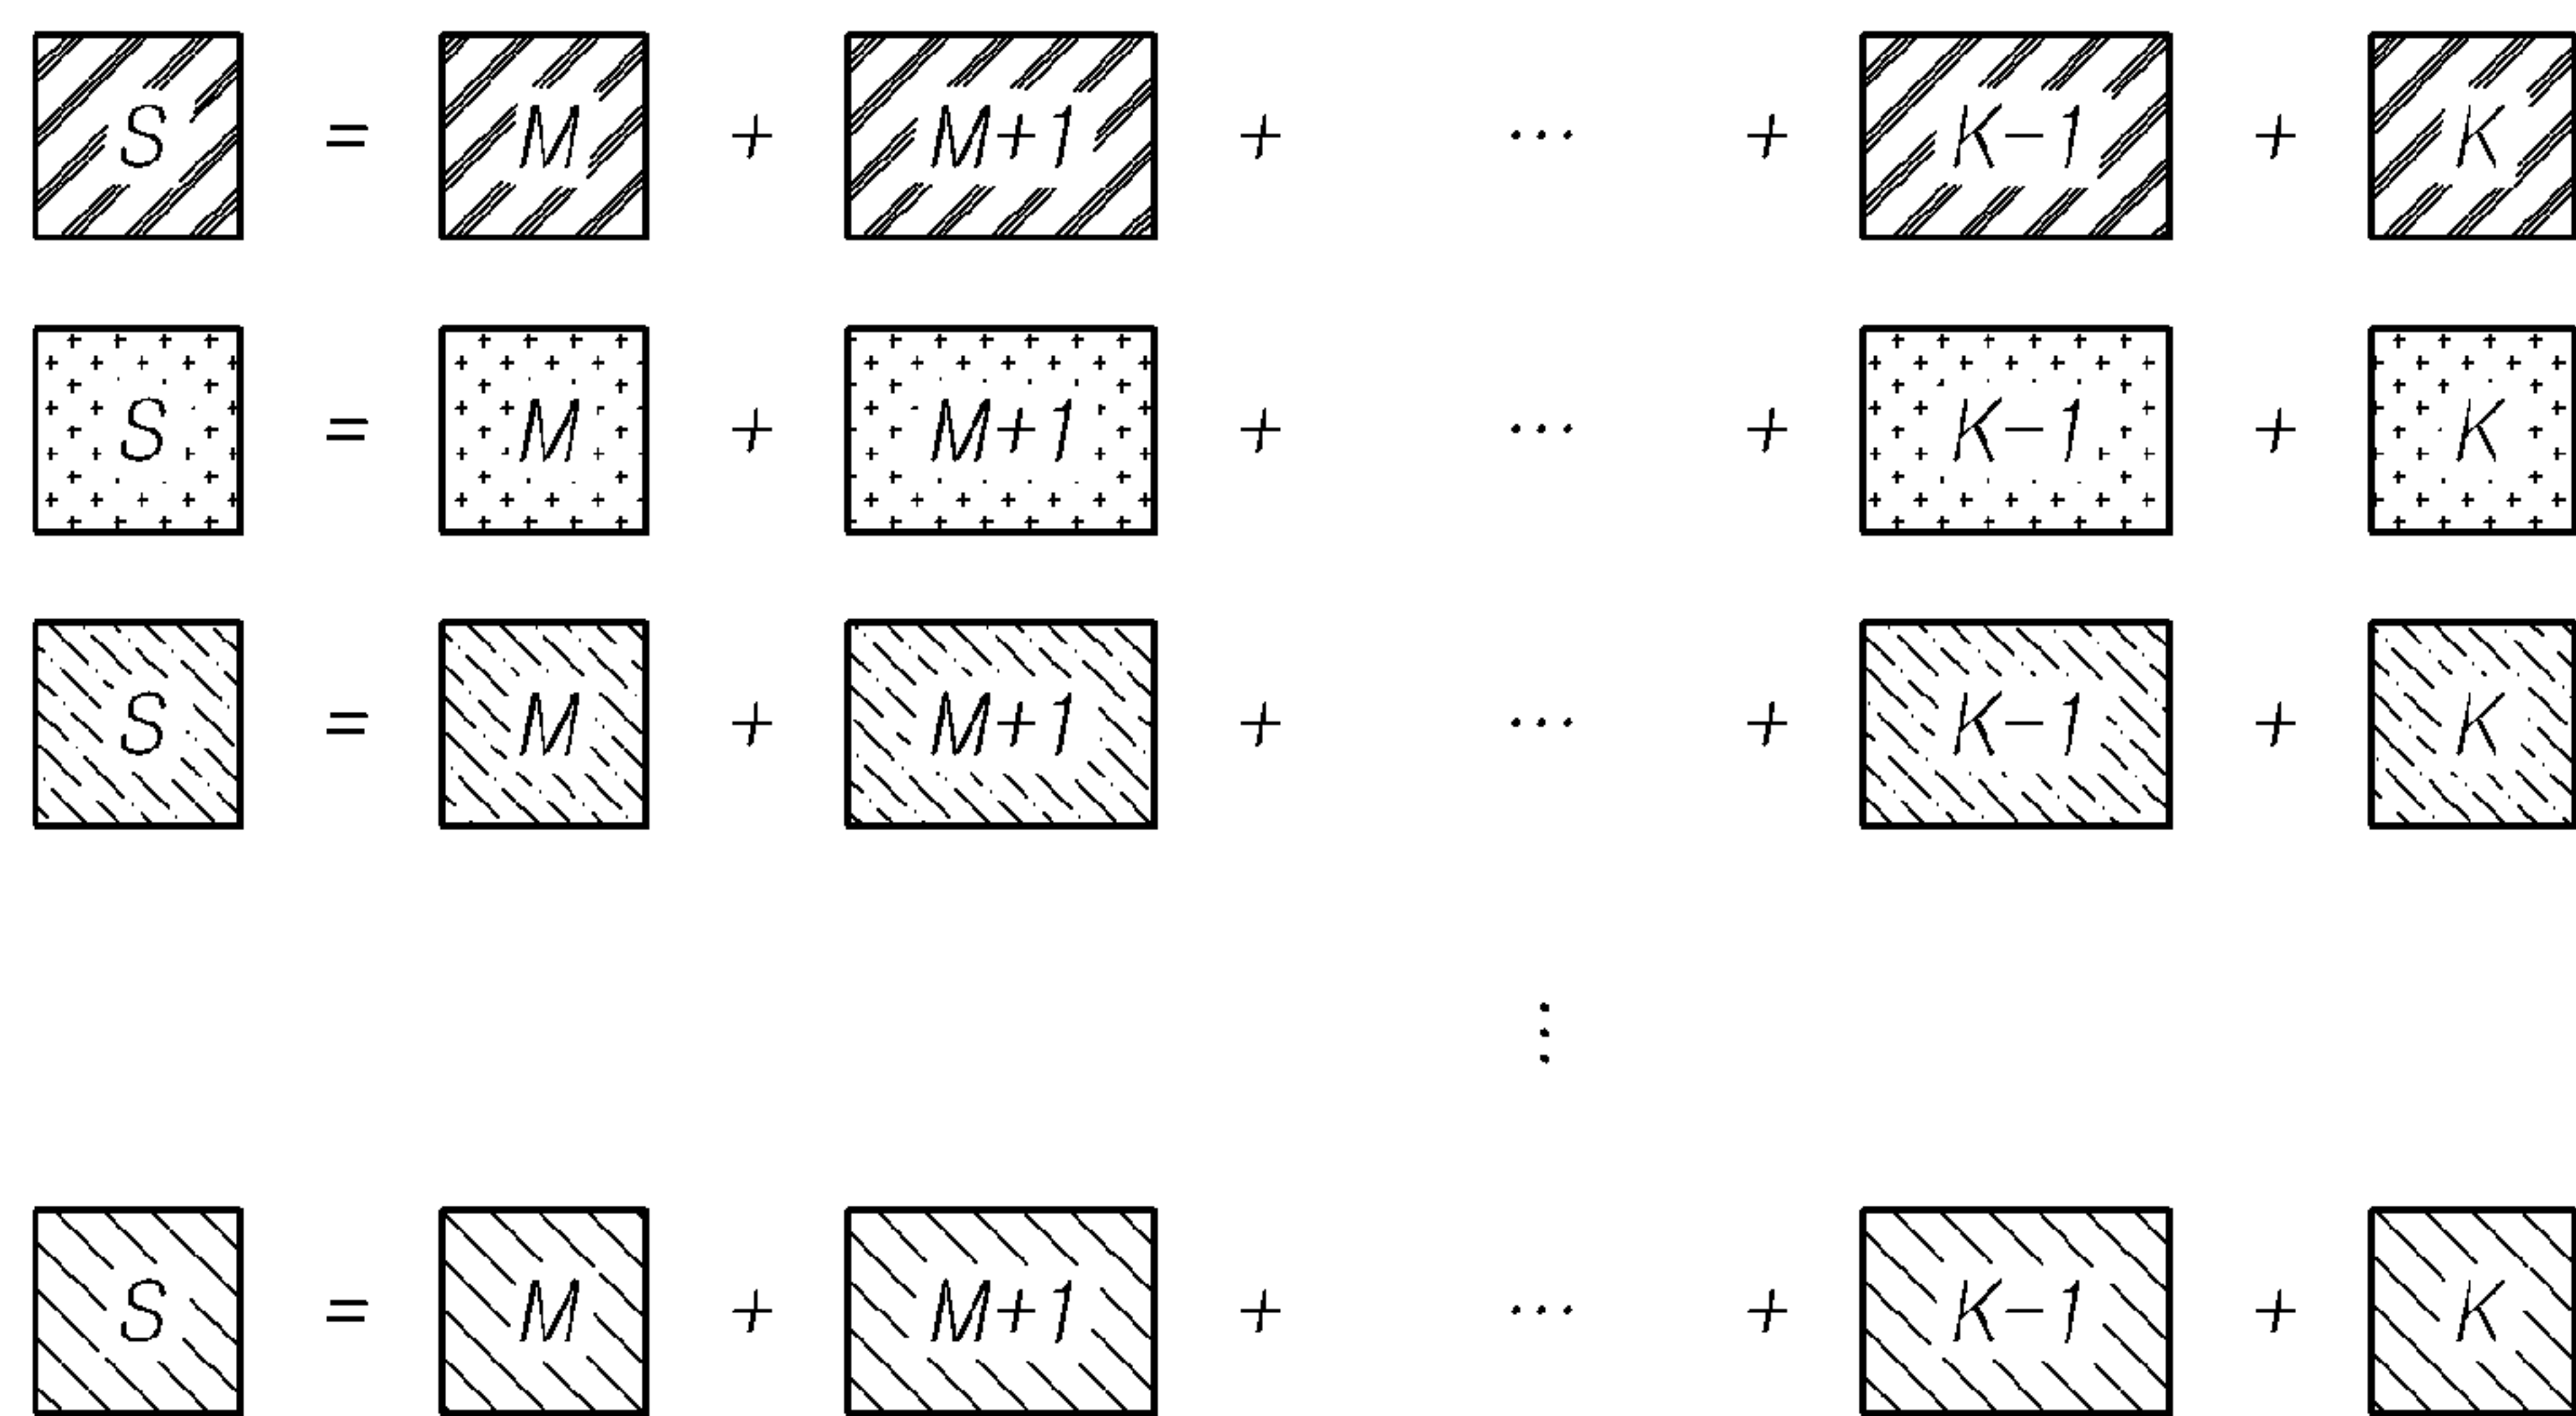 S = M + M+1 + ... + K-1 + K
S = M + M+1 + ... + K-1 + K
S = M + M+1 + ... + K-1 + K
⋮
S = M + M+1 + ... + K-1 + K